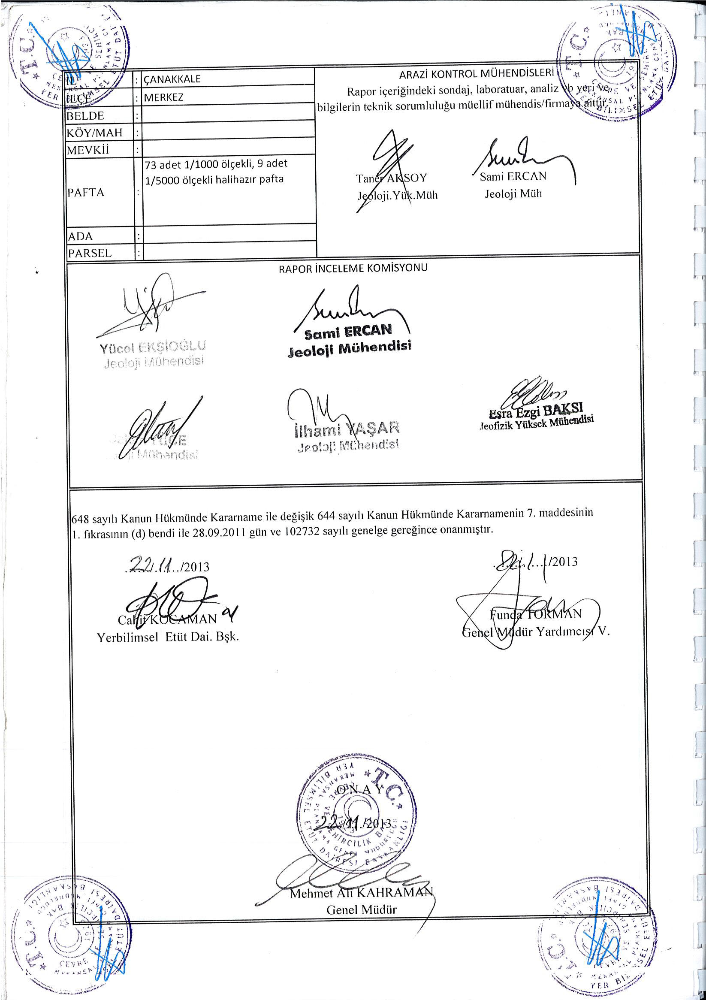 İL : ÇANAKKALE
İLÇE : MERKEZ
BELDE :
KÖY/MAH :
MEVKİİ :
PAFTA : 73 adet 1/1000 ölçekli, 9 adet
1/5000 ölçekli halihazır pafta
ADA :
PARSEL :
ARAZİ KONTROL MÜHENDİSLERİ
Rapor içeriğindeki sondaj, laboratuar, analiz vb yeri ve
bilgilerin teknik sorumluluğu müellif mühendis/firmaya aittir.
Taner AKSOY
Jeoloji.Yük.Müh
Sami ERCAN
Jeoloji Müh
RAPOR İNCELEME KOMİSYONU
Yücel EKŞİOĞLU
Jeoloji Mühendisi
Sami ERCAN
Jeoloji Mühendisi
YÜCE
Mühendisi
İlhami YAŞAR
Jeoloji Mühendisi
Esra Ezgi BAKSI
Jeofizik Yüksek Mühendisi
648 sayılı Kanun Hükmünde Kararname ile değişik 644 sayılı Kanun Hükmünde Kararnamenin 7. maddesinin
1. fıkrasının (d) bendi ile 28.09.2011 gün ve 102732 sayılı genelge gereğince onanmıştır.
22/11/2013
Cahit KOCAMAN
Yerbilimsel Etüt Dai. Bşk.
/2013
Funda TORMAN
Genel Müdür Yardımcısı V.
T.C.
ONAY
22/11/2013
Mehmet Ali KAHRAMAN
Genel Müdür